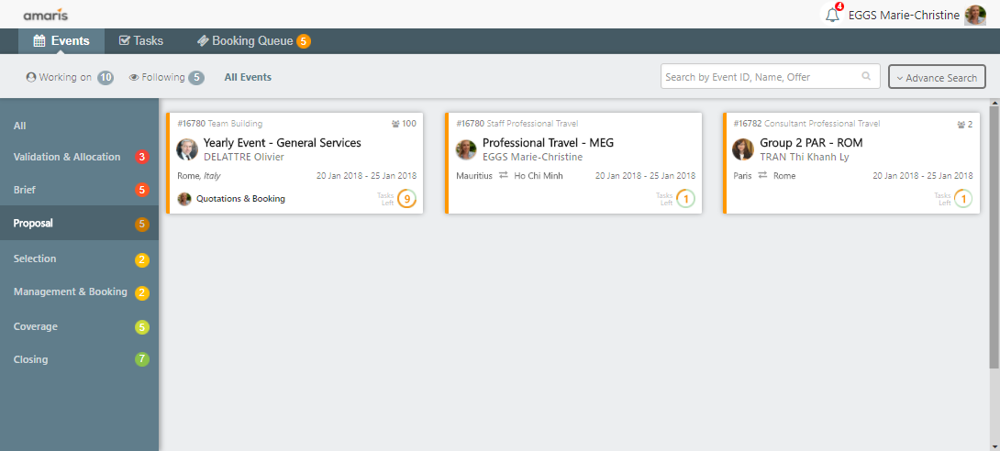 amaris
4
EGGS Marie-Christine
Events
Tasks
Booking Queue 5
Working on 10
Following 5
All Events
Search by Event ID, Name, Offer
Advance Search
All
Validation & Allocation 3
Brief 5
Proposal 5
Selection 2
Management & Booking 2
Coverage 5
Closing 7
#16780 Team Building 100
Yearly Event - General Services
DELATTRE Olivier
Rome, Italy 20 Jan 2018 - 25 Jan 2018
Quotations & Booking
Tasks
Left
9
#16780 Staff Professional Travel
Professional Travel - MEG
EGGS Marie-Christine
Mauritius Ho Chi Minh 20 Jan 2018 - 25 Jan 2018
Tasks
Left
1
#16782 Consultant Professional Travel 2
Group 2 PAR - ROM
TRAN Thi Khanh Ly
Paris Rome 20 Jan 2018 - 25 Jan 2018
Tasks
Left
1